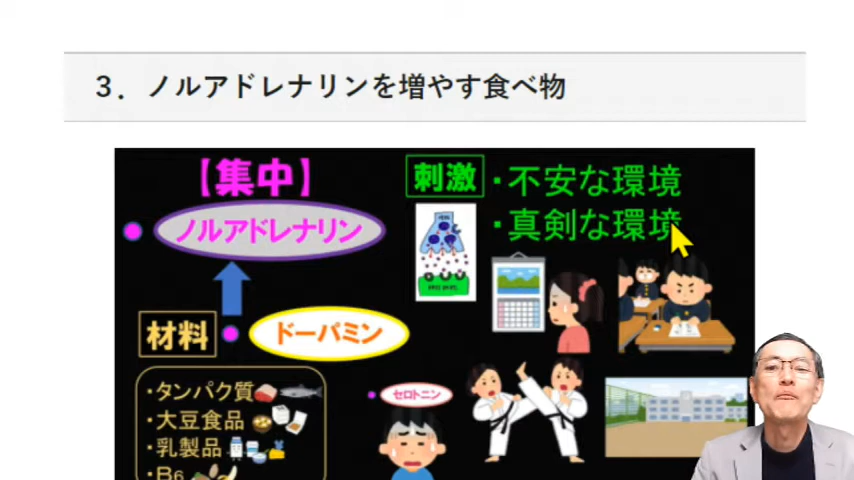 3．ノルアドレナリンを増やす食べ物
【集中】
ノルアドレナリン
刺激
・不安な環境
・真剣な環境
材料
ドーパミン
・タンパク質
・大豆食品
・乳製品
・B6
セロトニン